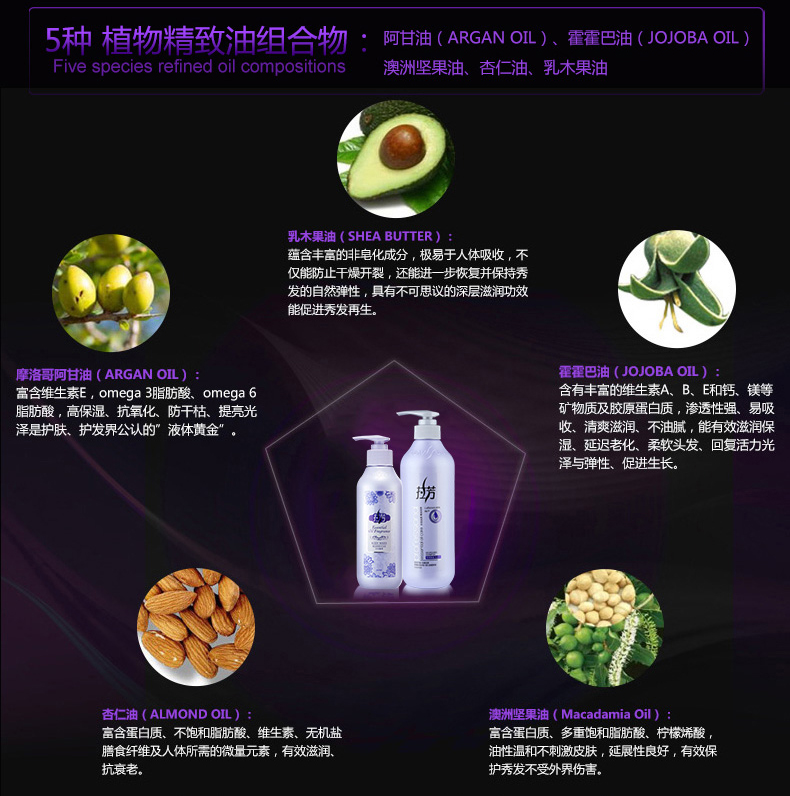 5种 植物精致油组合物：
Five species refined oil compositions
阿甘油（ARGAN OIL）、霍霍巴油（JOJOBA OIL）
澳洲坚果油、杏仁油、乳木果油
乳木果油（SHEA BUTTER）：
蕴含丰富的非皂化成分，极易于人体吸收，不
仅能防止干燥开裂，还能进一步恢复并保持秀
发的自然弹性，具有不可思议的深层滋润功效
能促进秀发再生。
摩洛哥阿甘油（ARGAN OIL）：
富含维生素E，omega 3脂肪酸、omega 6
脂肪酸，高保湿、抗氧化、防干枯、提亮光
泽是护肤、护发界公认的”液体黄金”。
霍霍巴油（JOJOBA OIL）：
含有丰富的维生素A、B、E和钙、镁等
矿物质及胶原蛋白质，渗透性强、易吸
收、清爽滋润、不油腻，能有效滋润保
湿、延迟老化、柔软头发、回复活力光
泽与弹性、促进生长。
拉芳
拉芳
Essential
杏仁油（ALMOND OIL）：
富含蛋白质、不饱和脂肪酸、维生素、无机盐
膳食纤维及人体所需的微量元素，有效滋润、
抗衰老。
澳洲坚果油（Macadamia Oil）：
富含蛋白质、多重饱和脂肪酸、柠檬烯酸，
油性温和不刺激皮肤，延展性良好，有效保
护秀发不受外界伤害。